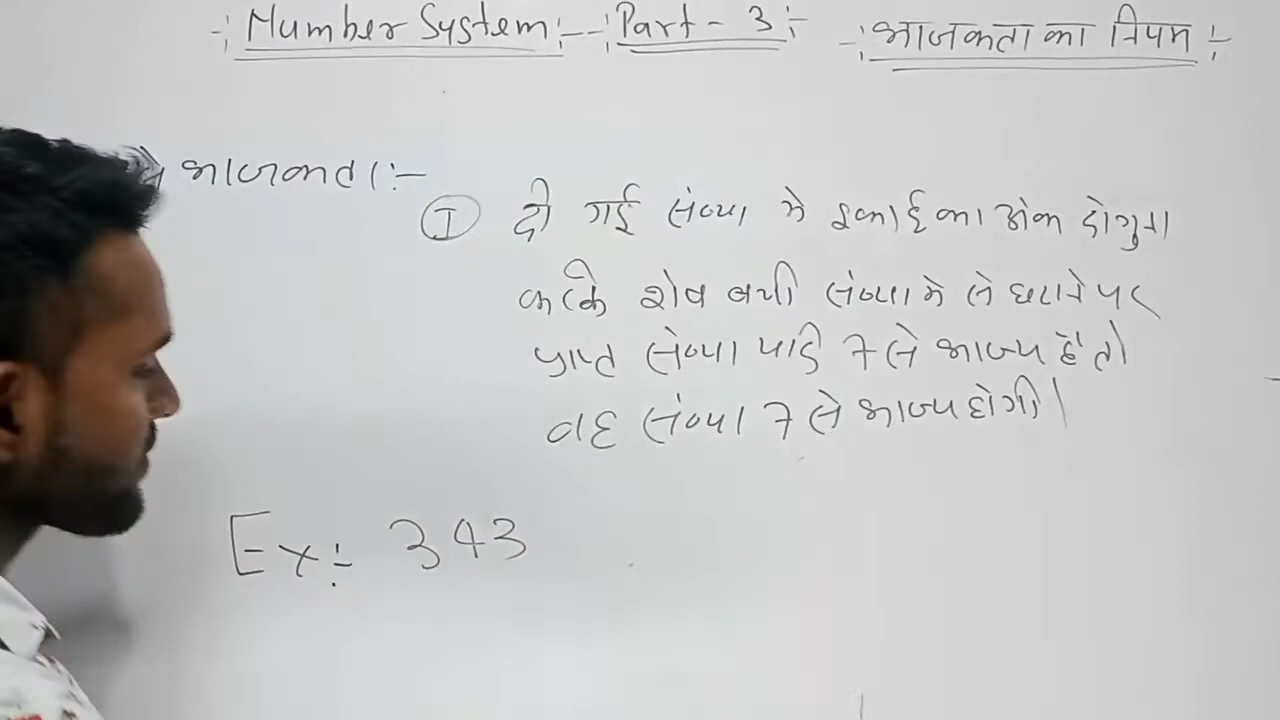 Number System :- Part - 3 :- भाजकता का नियम :-
से भाजकता :-
(I) दी गई संख्या मे इकाई का अंक दोगुना
करके शेष बची संख्या मे से घटाने पर
प्राप्त संख्या यदि 7 से भाज्य है तो
वह संख्या 7 से भाज्य होगी।
Ex:- 343